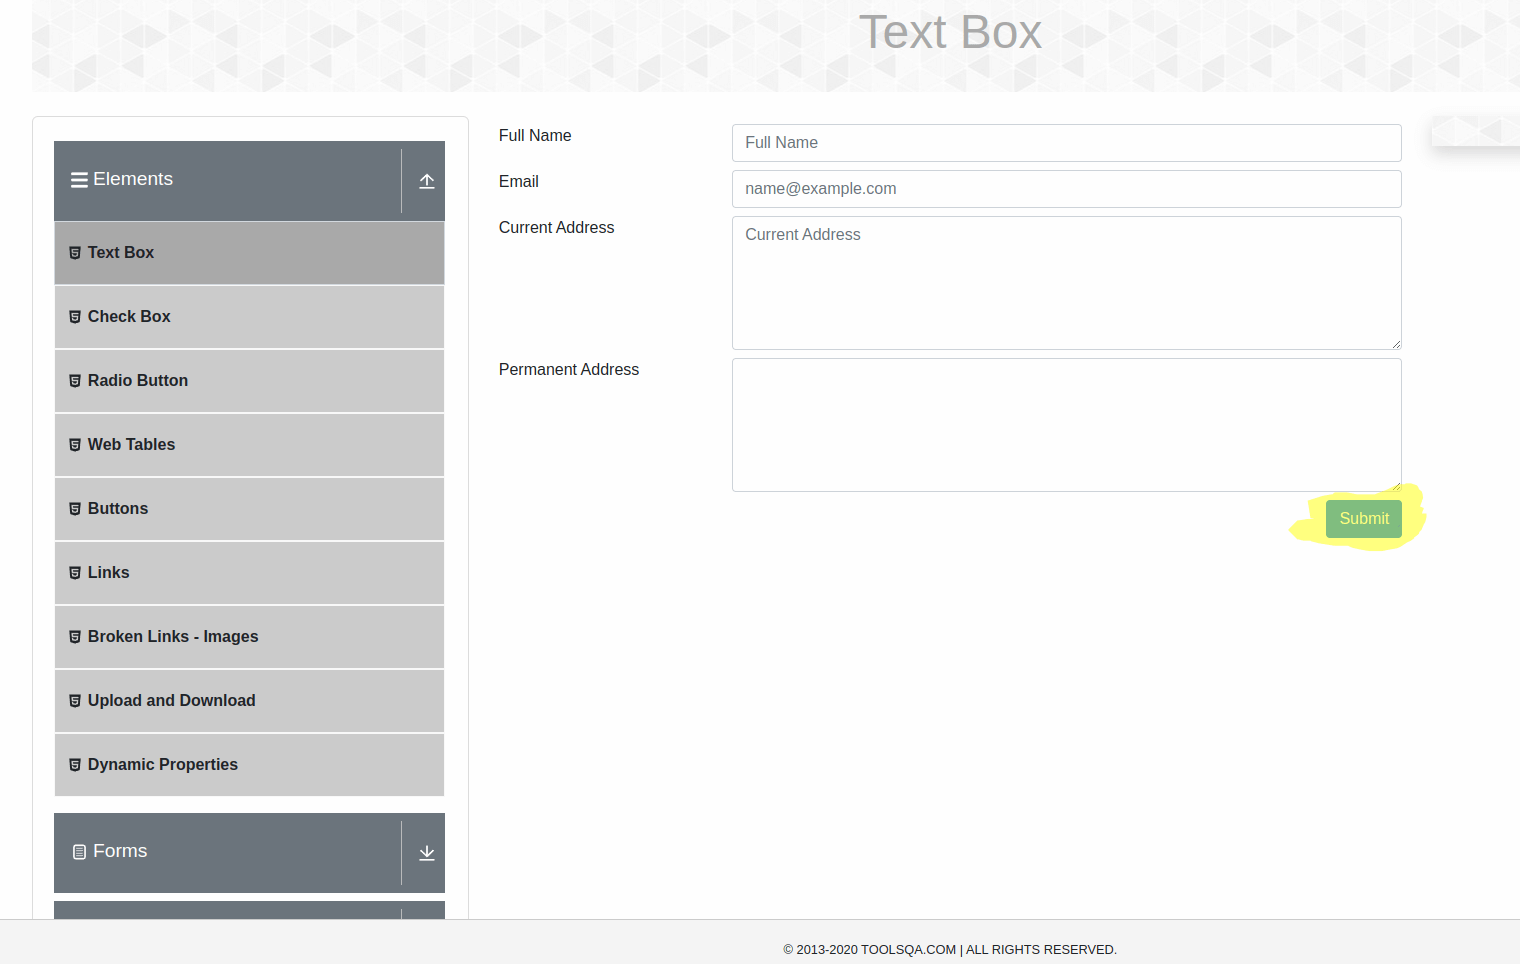 Text Box
Elements
Text Box
Check Box
Radio Button
Web Tables
Buttons
Links
Broken Links - Images
Upload and Download
Dynamic Properties
Forms
Full Name
Full Name
Email
name@example.com
Current Address
Current Address
Permanent Address
Submit
© 2013-2020 TOOLSQA.COM | ALL RIGHTS RESERVED.